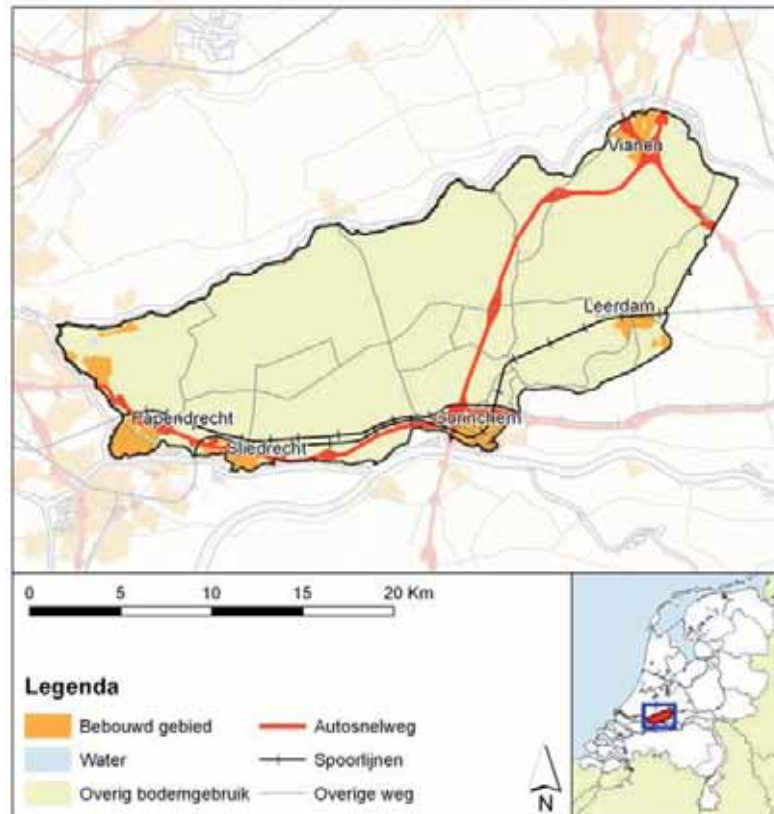 Vianen
Leerdam
Papendrecht
Gorinchem
Sliedrecht
0 5 10 15 20 Km
Legenda
Bebouwd gebied
Autosnelweg
Water
Spoorlijnen
Overig bodemgebruik
Overige weg
N